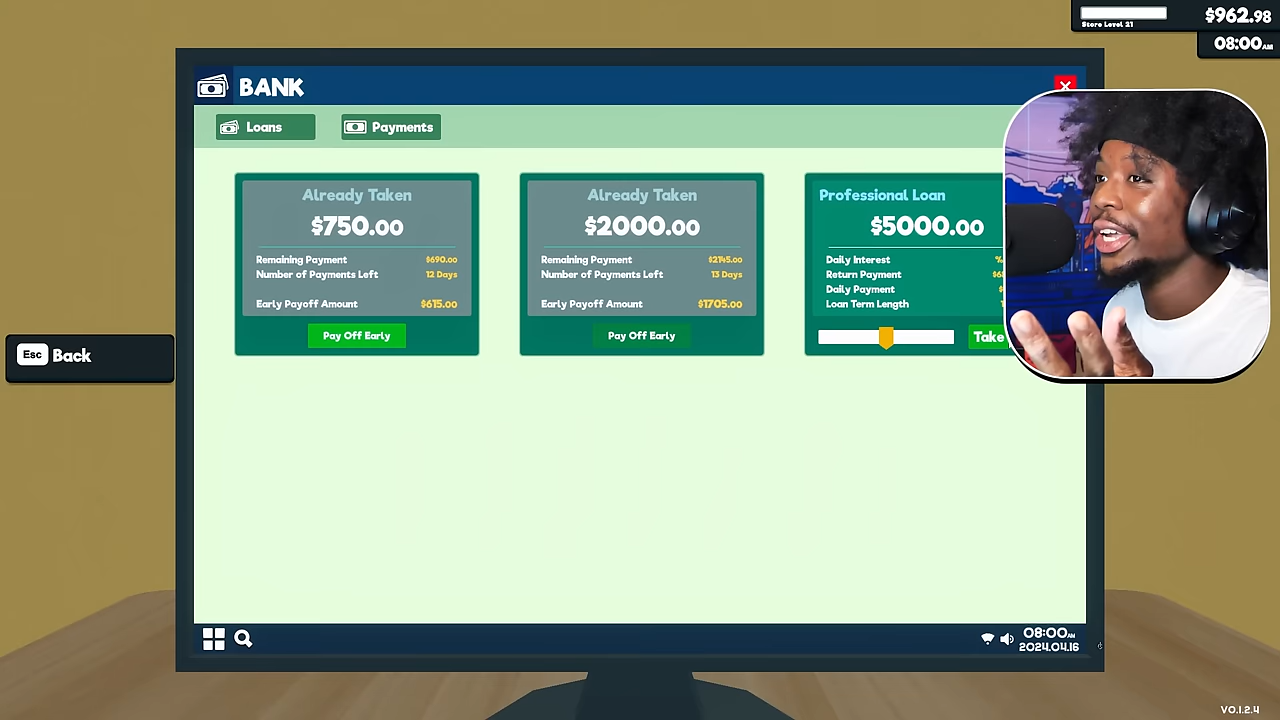 $962.98
Store Level 21
08:00AM
BANK
Loans
Payments
Already Taken
$750.00
Remaining Payment $690.00
Number of Payments Left 12 Days
Early Payoff Amount $615.00
Pay Off Early
Already Taken
$2000.00
Remaining Payment $2145.00
Number of Payments Left 13 Days
Early Payoff Amount $1705.00
Pay Off Early
Professional Loan
$5000.00
Daily Interest
Return Payment
Daily Payment
Loan Term Length
Take
Esc Back
08:00AM
2024.04.16
V0.1.2.4